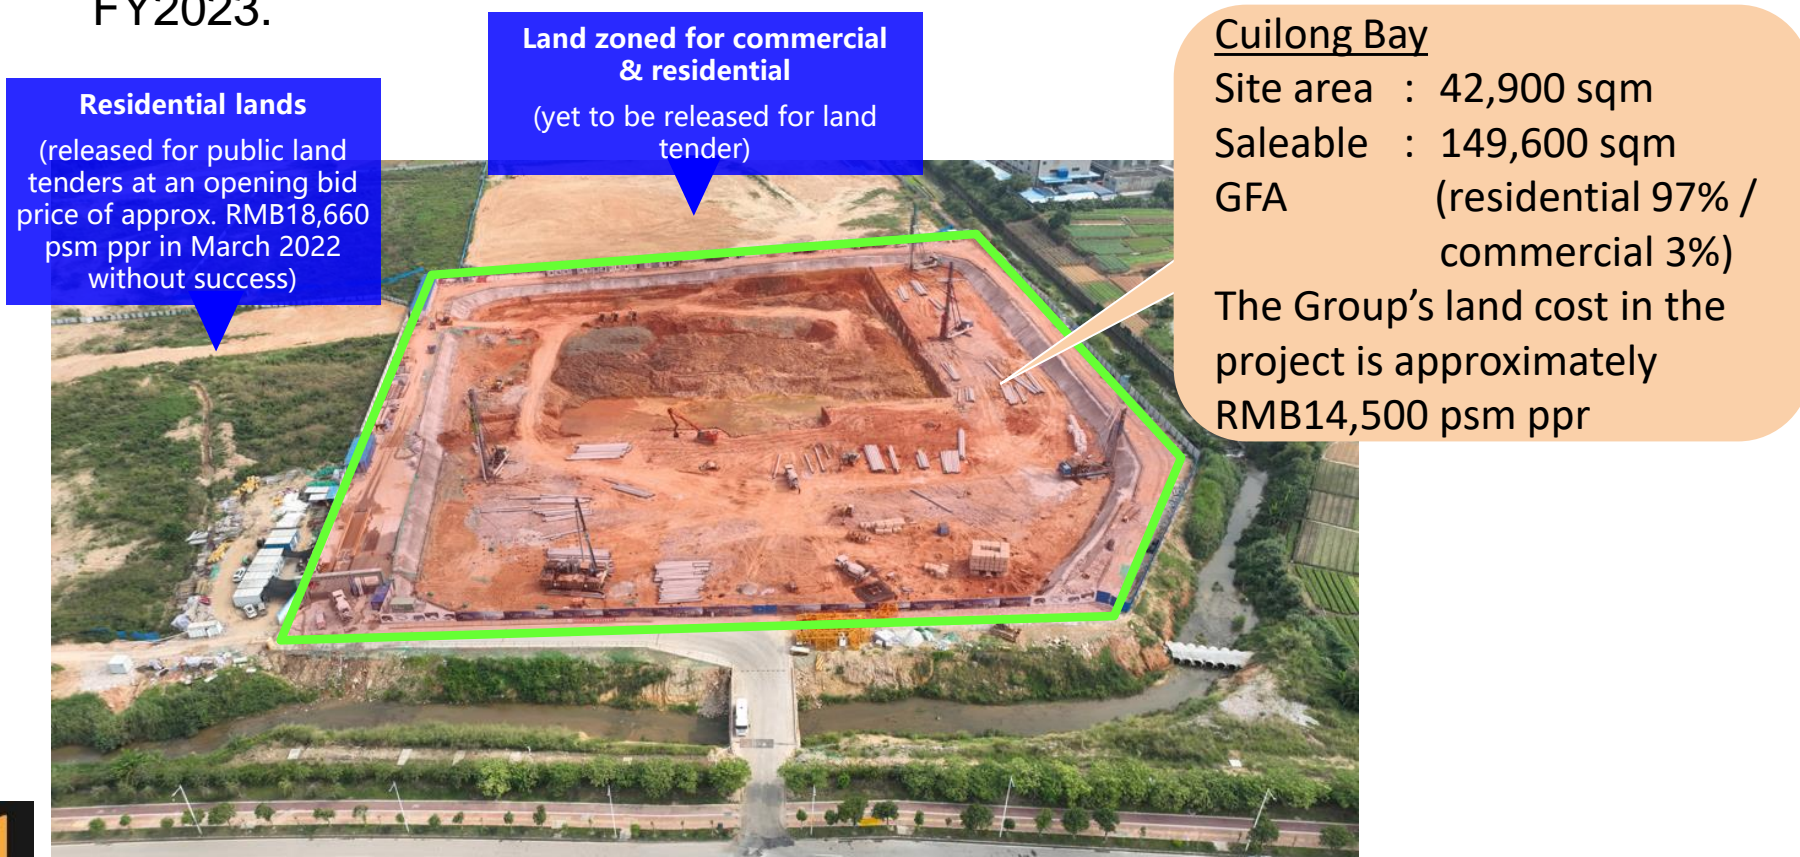 FY2023.
Land zoned for commercial
& residential
(yet to be released for land
tender)
Residential lands
(released for public land
tenders at an opening bid
price of approx. RMB18,660
psm ppr in March 2022
without success)
Cuilong Bay
Site area : 42,900 sqm
Saleable : 149,600 sqm
GFA (residential 97% /
commercial 3%)
The Group’s land cost in the
project is approximately
RMB14,500 psm ppr